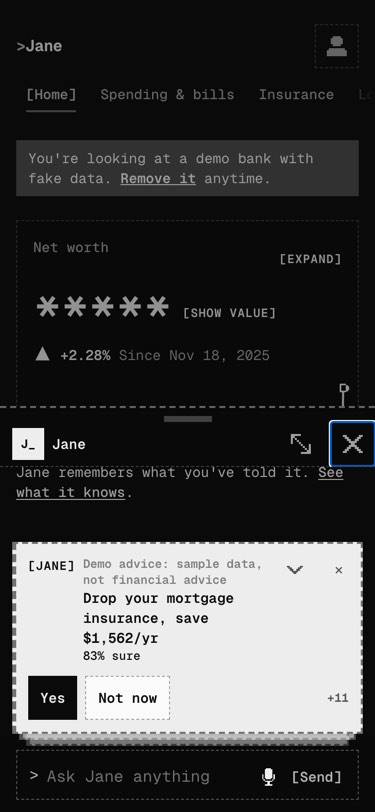 >Jane
[Home] Spending & bills Insurance Lo
You're looking at a demo bank with
fake data. Remove it anytime.
Net worth
[EXPAND]
***** [SHOW VALUE]
▲ +2.28% Since Nov 18, 2025
J_ Jane
Jane remembers what you've told it. See
what it knows.
[JANE] Demo advice: sample data,
not financial advice
Drop your mortgage
insurance, save
$1,562/yr
83% sure
Yes Not now +11
> Ask Jane anything [Send]